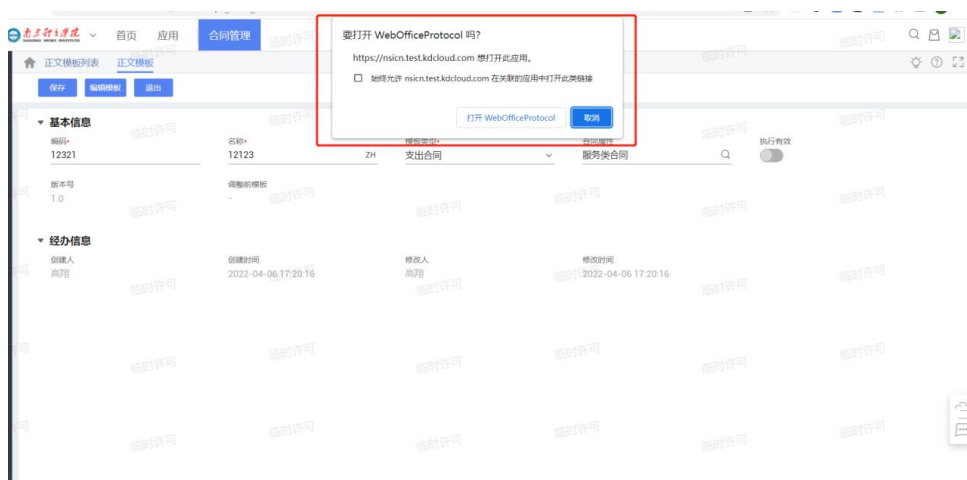 南京体育学院
首页
应用
合同管理
要打开 WebOfficeProtocol 吗?
https://nsicn.test.kdcloud.com 想打开此应用。
始终允许 nsicn.test.kdcloud.com 在关联的应用中打开此类链接
打开 WebOfficeProtocol
取消
正文模板列表
正文模板
保存
编辑模板
退出
基本信息
编码*
名称*
模板类型*
合同属性
执行有效
12321
12123
ZH
支出合同
服务类合同
版本号
调整前模板
1.0
-
经办信息
创建人
创建时间
修改人
修改时间
高翔
2022-04-06 17:20:16
高翔
2022-04-06 17:20:16
临时许可